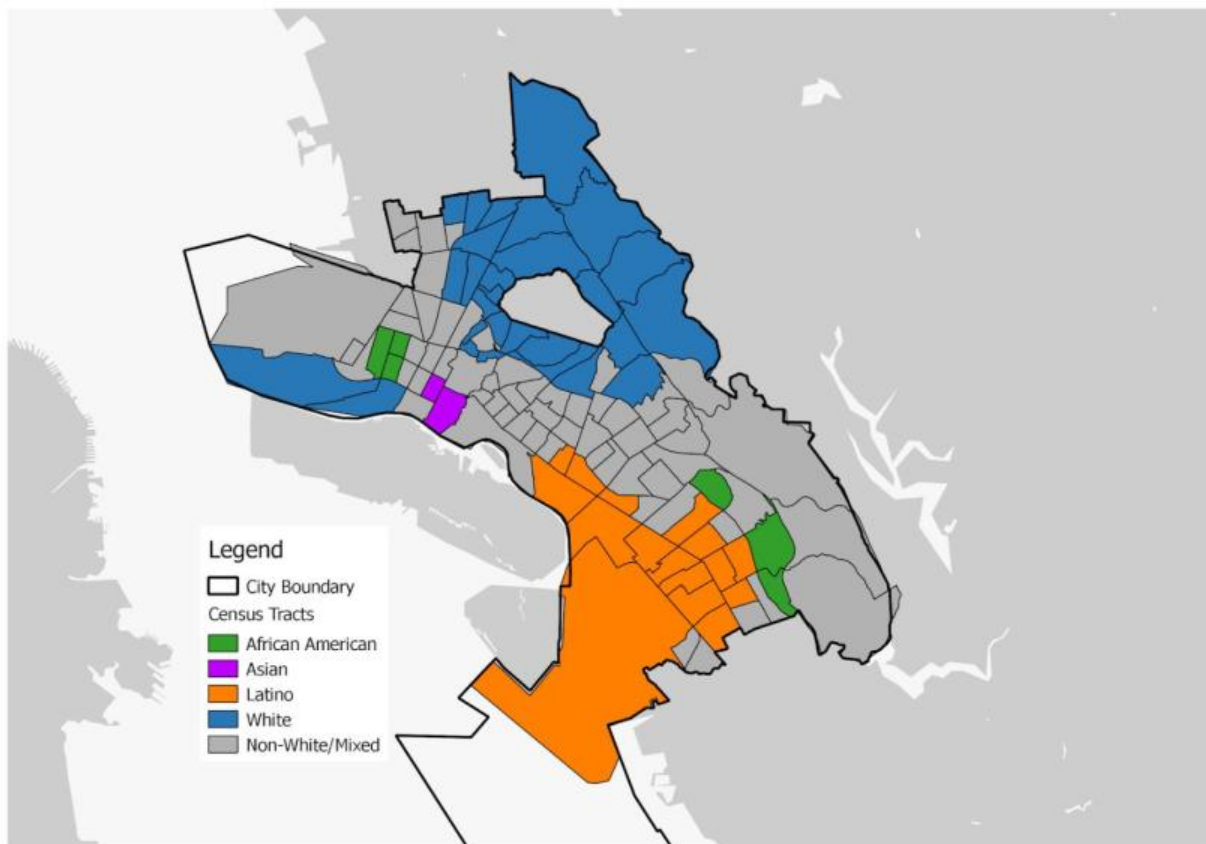 Legend
City Boundary
Census Tracts
African American
Asian
Latino
White
Non-White/Mixed